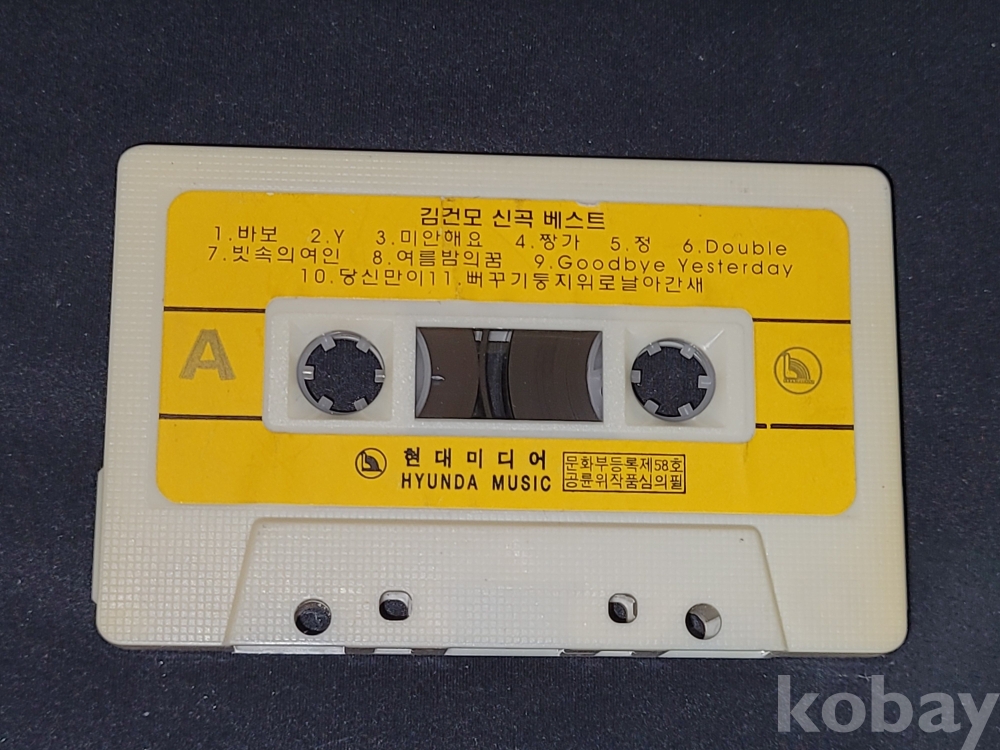 김건모 신곡 베스트
1.바보 2.Y 3.미안해요 4.짱가 5.정 6.Double
7.빗속의여인 8.여름밤의꿈 9.Goodbye Yesterday
10.당신만이11.뻐꾸기둥지위로날아간새
A
현대미디어
HYUNDA MUSIC
문화부등록제58호
공륜위작품심의필
kobay